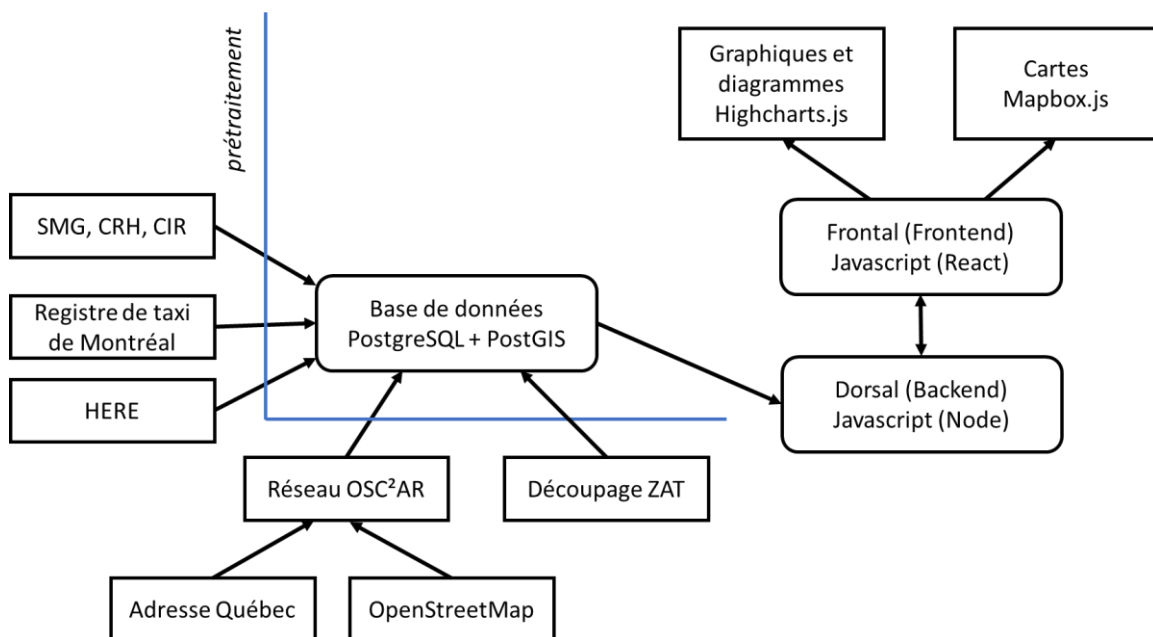 prétraitement
Graphiques et
diagrammes
Highcharts.js
Cartes
Mapbox.js
SMG, CRH, CIR
Frontal (Frontend)
Javascript (React)
Registre de taxi
de Montréal
Base de données
PostgreSQL + PostGIS
HERE
Dorsal (Backend)
Javascript (Node)
Réseau OSC²AR
Découpage ZAT
Adresse Québec
OpenStreetMap